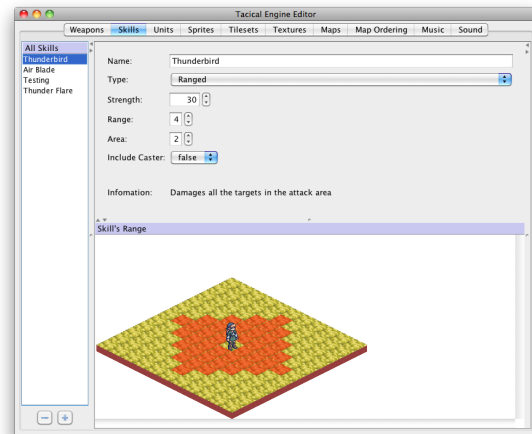 Tacical Engine Editor
Weapons Skills Units Sprites Tilesets Textures Maps Map Ordering Music Sound
All Skills
Thunderbird
Air Blade
Testing
Thunder Flare
Name: Thunderbird
Type: Ranged
Strength: 30
Range: 4
Area: 2
Include Caster: false
Infomation: Damages all the targets in the attack area
Skill's Range